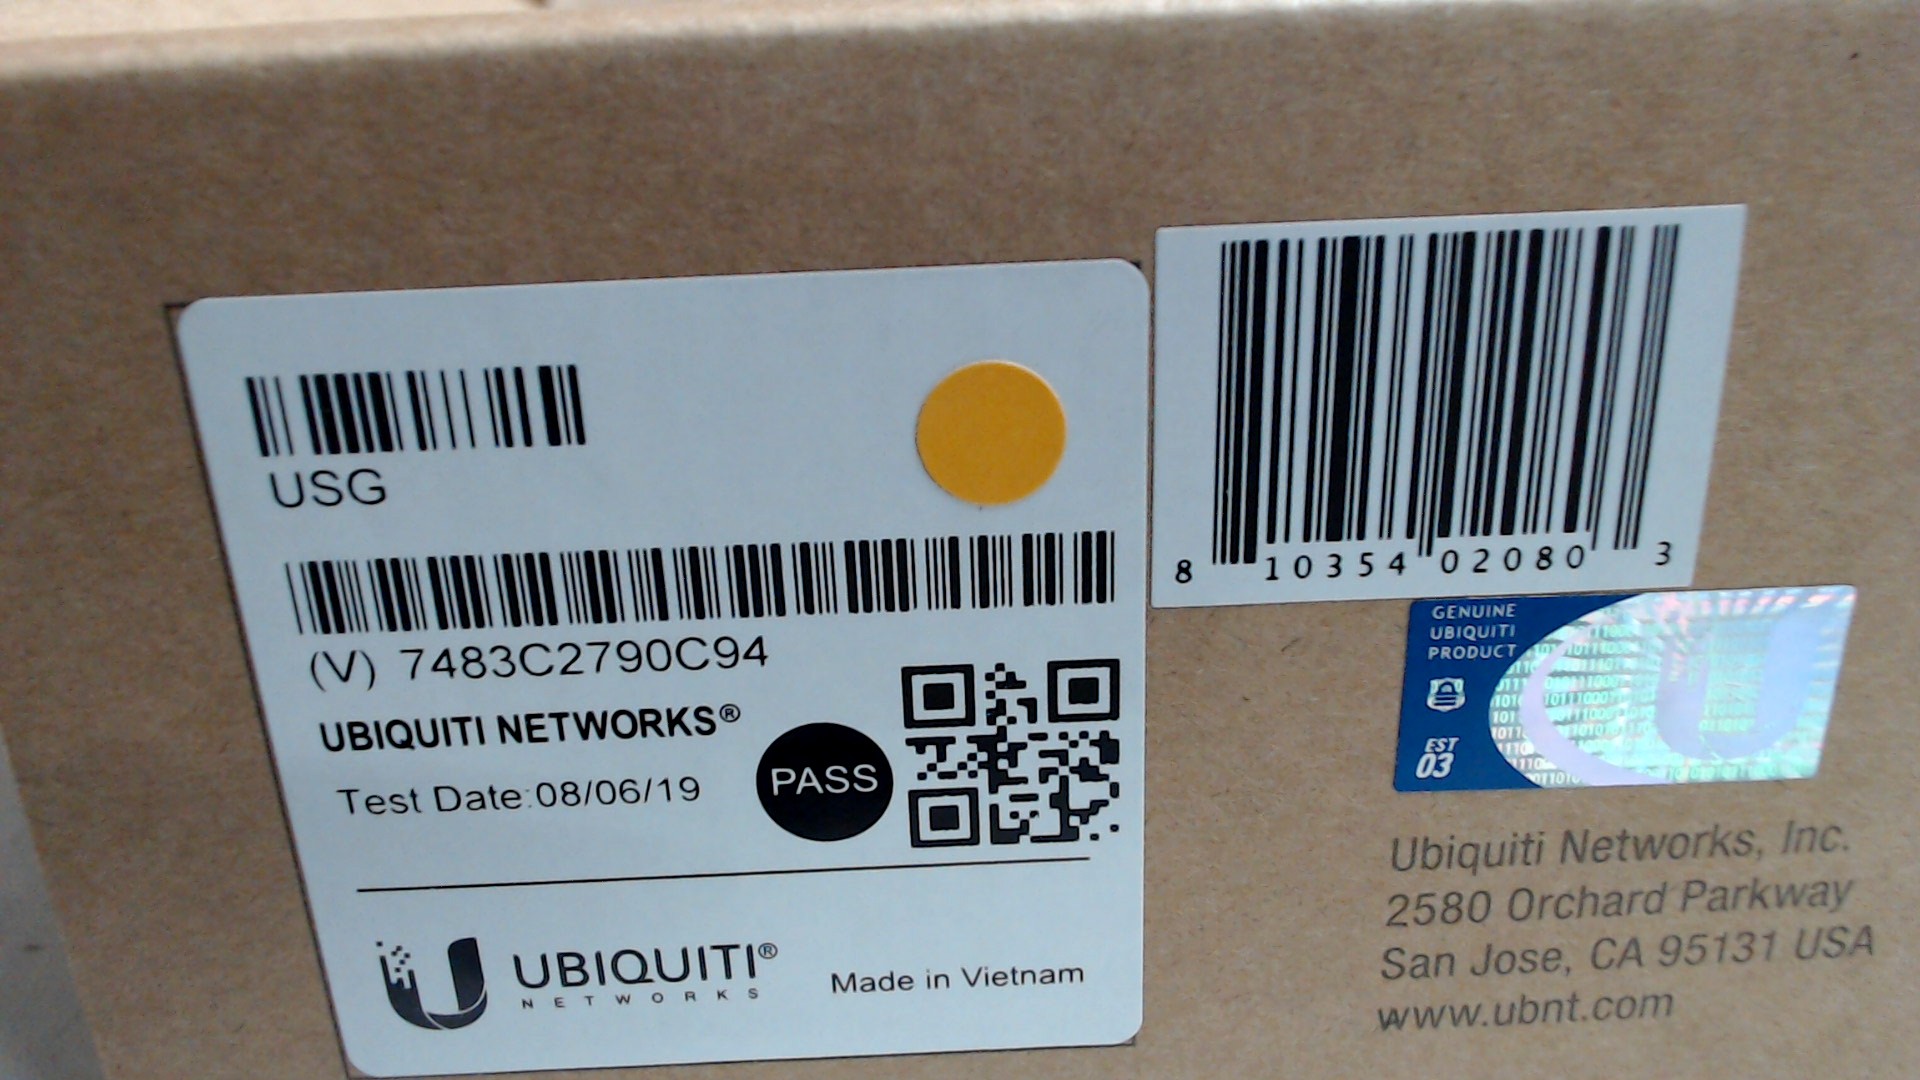 USG
(V) 7483C2790C94
UBIQUITI NETWORKS®
Test Date:08/06/19
PASS
UBIQUITI®
NETWORKS
Made in Vietnam
8 10354 02080 3
GENUINE
UBIQUITI
PRODUCT
EST
03
Ubiquiti Networks, Inc.
2580 Orchard Parkway
San Jose, CA 95131 USA
www.ubnt.com